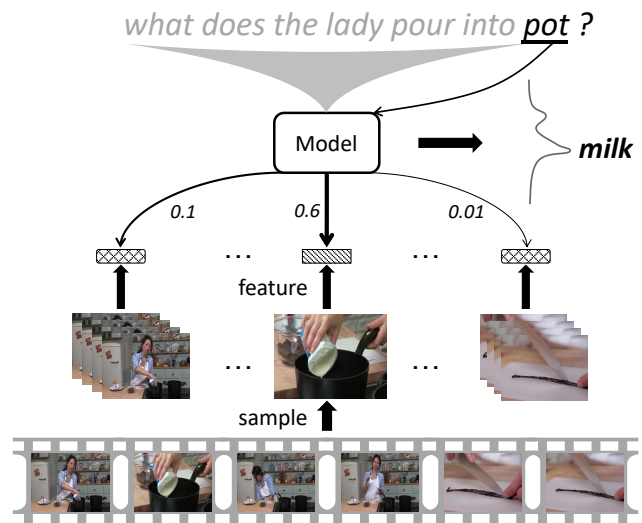 what does the lady pour into pot ?
Model
milk
0.1
0.6
0.01
...
...
feature
...
...
sample